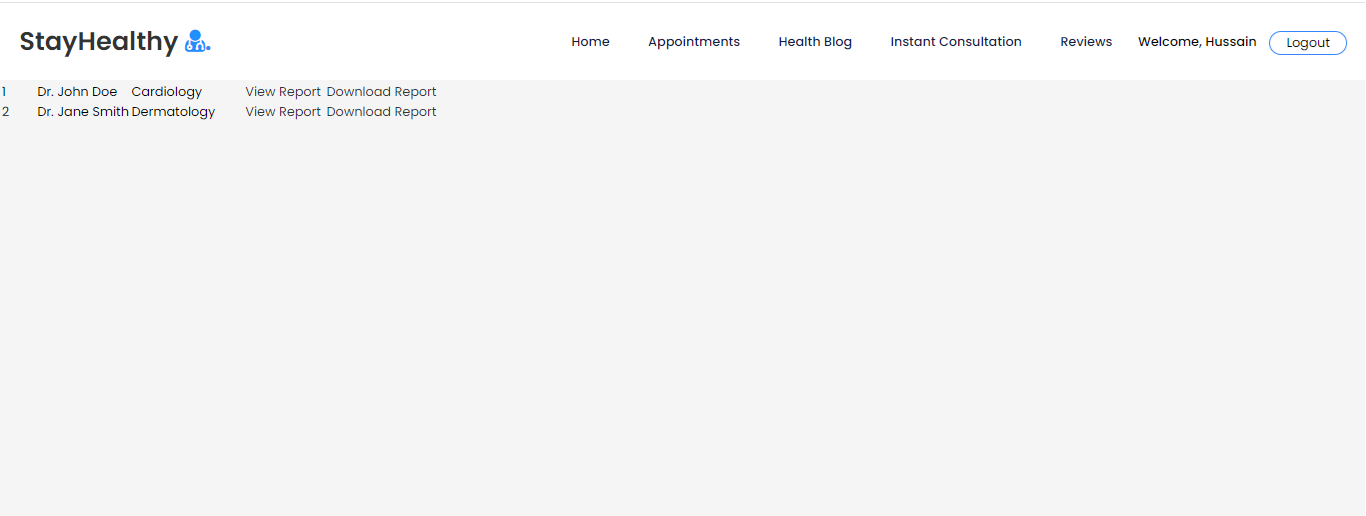 StayHealthy
Home Appointments Health Blog Instant Consultation Reviews Welcome, Hussain Logout
1 Dr. John Doe Cardiology View Report Download Report
2 Dr. Jane Smith Dermatology View Report Download Report